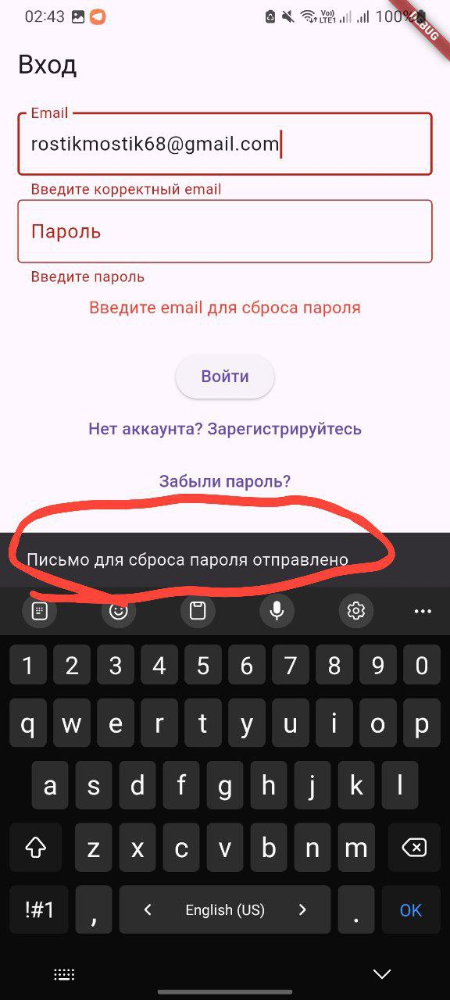 02:43
Vo))
LTE1
100%
DEBUG
Вход
Email
rostikmostik68@gmail.com
Введите корректный email
Пароль
Введите пароль
Введите email для сброса пароля
Войти
Нет аккаунта? Зарегистрируйтесь
Забыли пароль?
Письмо для сброса пароля отправлено
1 2 3 4 5 6 7 8 9 0
q w e r t y u i o p
a s d f g h j k l
z x c v b n m
!#1 , < English (US) > . OK